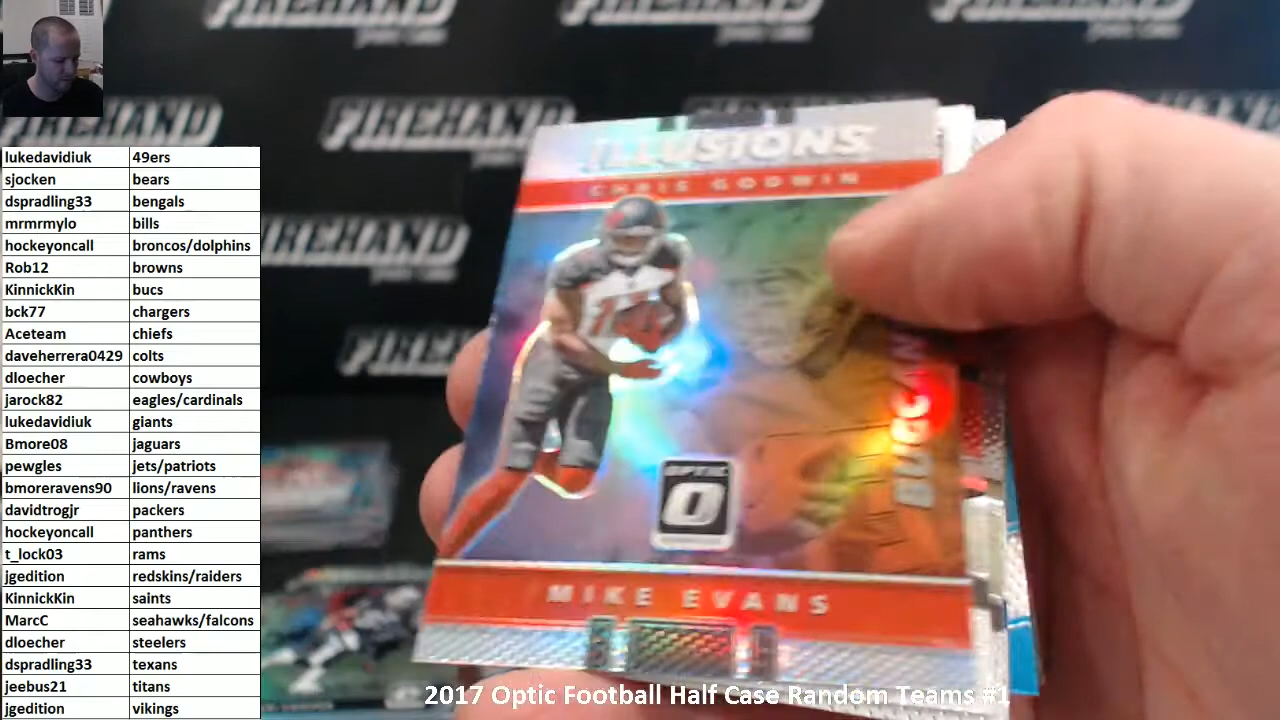 FIREHAND
FIREHAND
FIREHAND
FIREHAND
lukedavidiuk 49ers
sjocken bears
dspradling33 bengals
mrmrmylo bills
hockeyoncall broncos/dolphins
Rob12 browns
KinnickKin bucs
bck77 chargers
Aceteam chiefs
daveherrera0429 colts
dloecher cowboys
jarock82 eagles/cardinals
lukedavidiuk giants
Bmore08 jaguars
pewgles jets/patriots
bmoreravens90 lions/ravens
davidtrogjr packers
hockeyoncall panthers
t_lock03 rams
jgedition redskins/raiders
KinnickKin saints
MarcC seahawks/falcons
dloecher steelers
dspradling33 texans
jeebus21 titans
jgedition vikings
ILLUSIONS
CHRIS GODWIN
OPTIC
O
MIKE EVANS
2017 Optic Football Half Case Random Teams #1